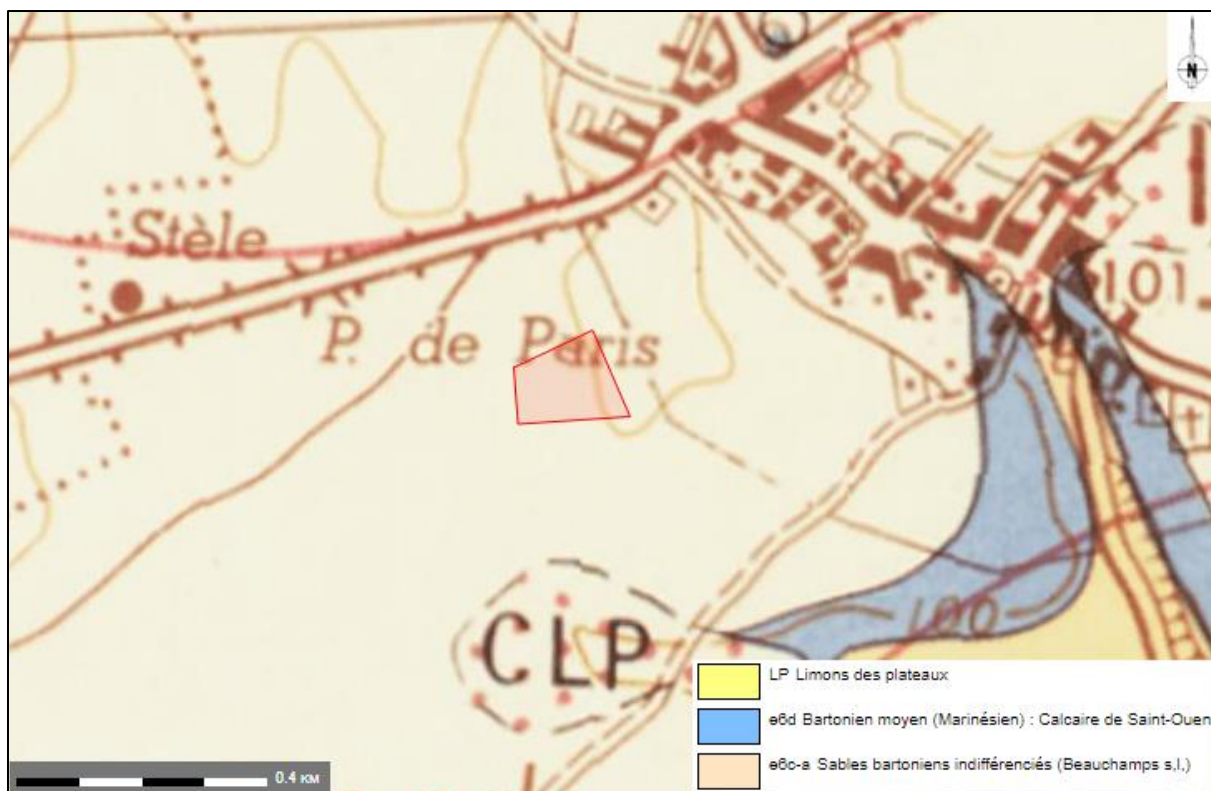 N
Stèle
P. de Paris
101
CLP
100
LP Limons des plateaux
e6d Bartonien moyen (Marinésien) : Calcaire de Saint-Ouen
e6c-a Sables bartoniens indifférenciés (Beauchamps s,l,)
0.4 км